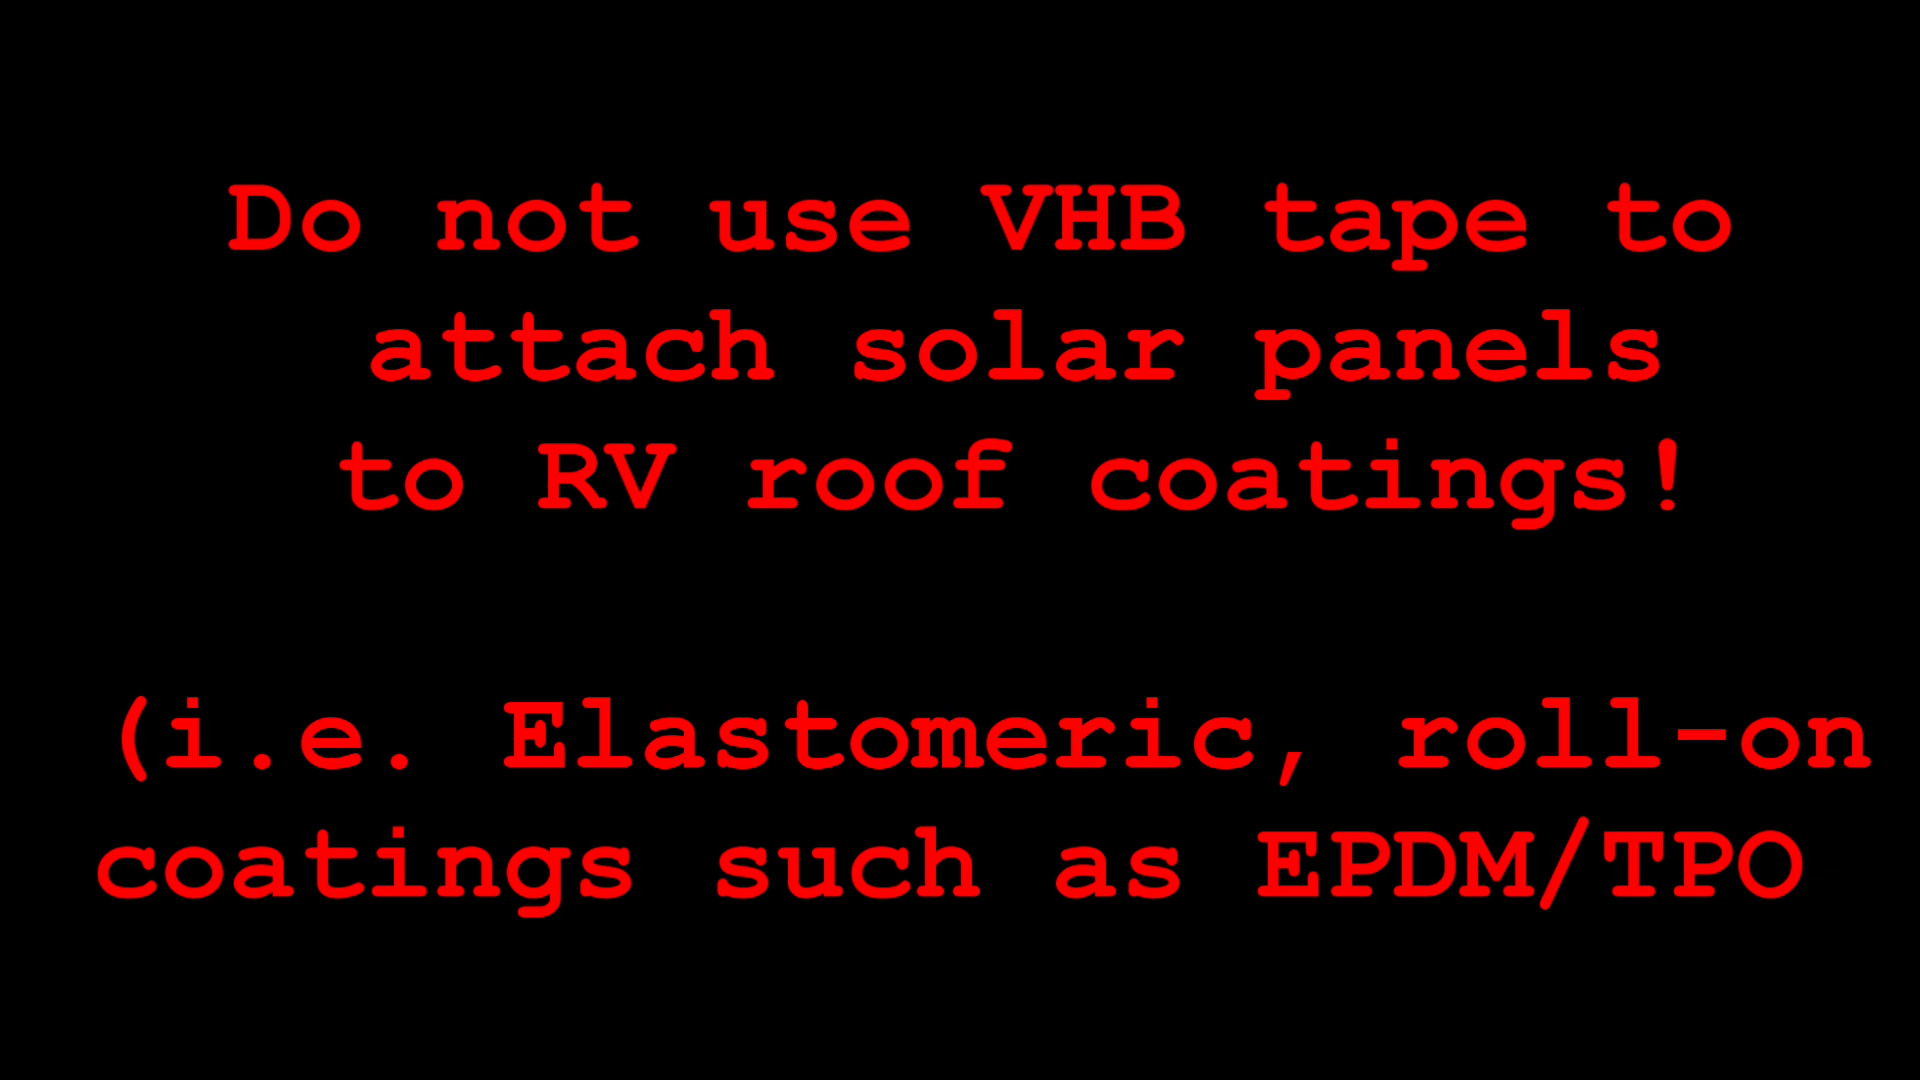 Do not use VHB tape to
attach solar panels
to RV roof coatings!
(i.e. Elastomeric, roll-on
coatings such as EPDM/TPO